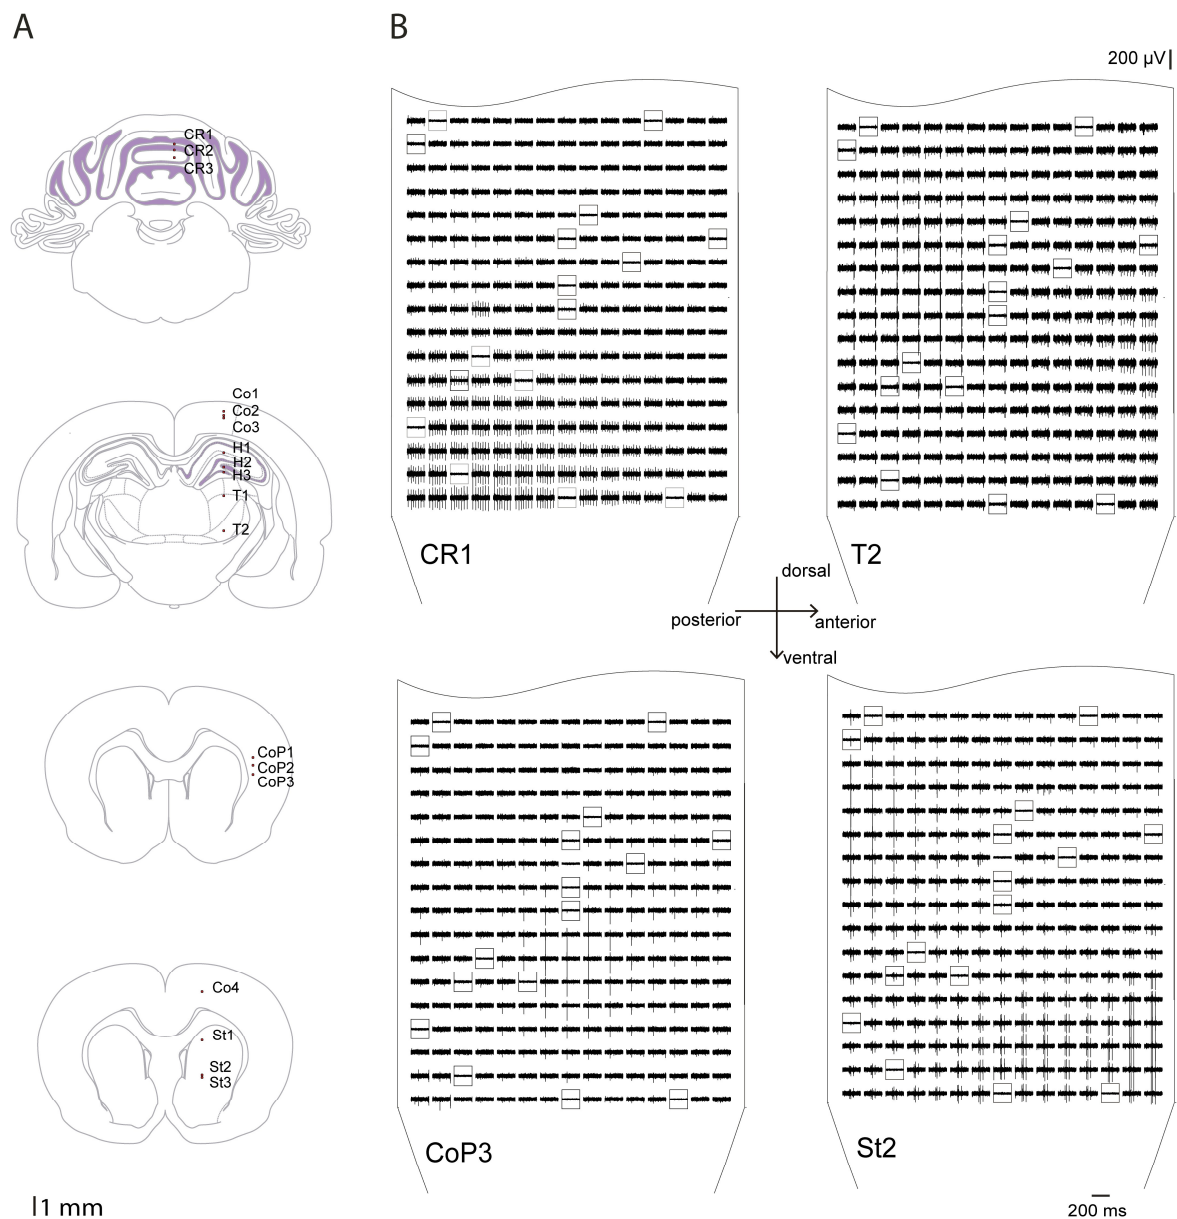 A
B
200 µV
CR1
CR2
CR3
Co1
Co2
Co3
H1
H2
H3
T1
T2
CoP1
CoP2
CoP3
Co4
St1
St2
St3
1 mm
CR1
T2
dorsal
posterior
anterior
ventral
CoP3
St2
200 ms